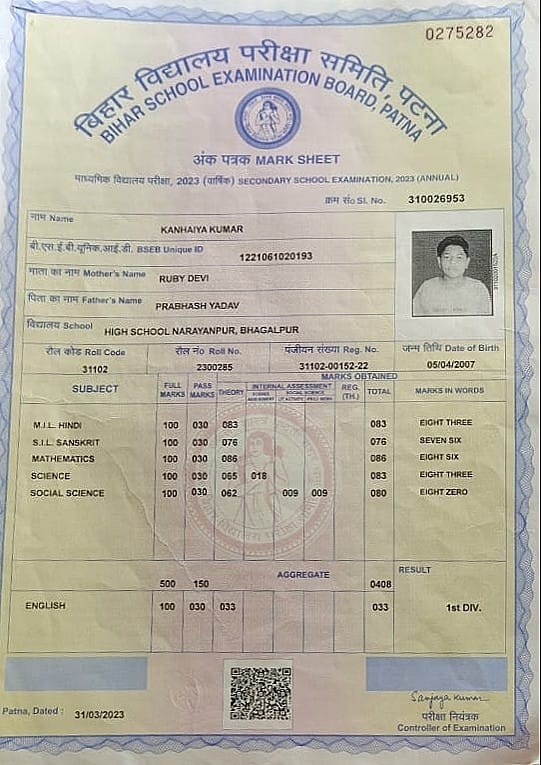 0275282
बिहार विद्यालय परीक्षा समिति, पटना
BIHAR SCHOOL EXAMINATION BOARD, PATNA
अंक पत्रक MARK SHEET
माध्यमिक विद्यालय परीक्षा, 2023 (वार्षिक) SECONDARY SCHOOL EXAMINATION, 2023 (ANNUAL)
क्रम सं० Sl. No. 310026953
नाम Name KANHAIYA KUMAR
बी.एस.ई.बी.यूनिक.आई.डी. BSEB Unique ID 1221061020193
माता का नाम Mother's Name RUBY DEVI
पिता का नाम Father's Name PRABHASH YADAV
विद्यालय School HIGH SCHOOL NARAYANPUR, BHAGALPUR
रौल कोड Roll Code रौल नं० Roll No. पंजीयन संख्या Reg. No. जन्म तिथि Date of Birth
31102 2300285 31102-00152-22 05/04/2007
MARKS OBTAINED
SUBJECT FULL MARKS PASS MARKS THEORY INTERNAL ASSESSMENT REG. (TH.) TOTAL MARKS IN WORDS
SOCIAL SCIENCE
M.I.L. HINDI 100 030 083 083 EIGHT THREE
S.I.L. SANSKRIT 100 030 076 076 SEVEN SIX
MATHEMATICS 100 030 086 086 EIGHT SIX
SCIENCE 100 030 065 018 083 EIGHT THREE
SOCIAL SCIENCE 100 030 062 009 009 080 EIGHT ZERO
500 150 AGGREGATE 0408 RESULT
ENGLISH 100 030 033 033 1st DIV.
Patna, Dated : 31/03/2023
Sanjaya Kumar
परीक्षा नियंत्रक
Controller of Examination